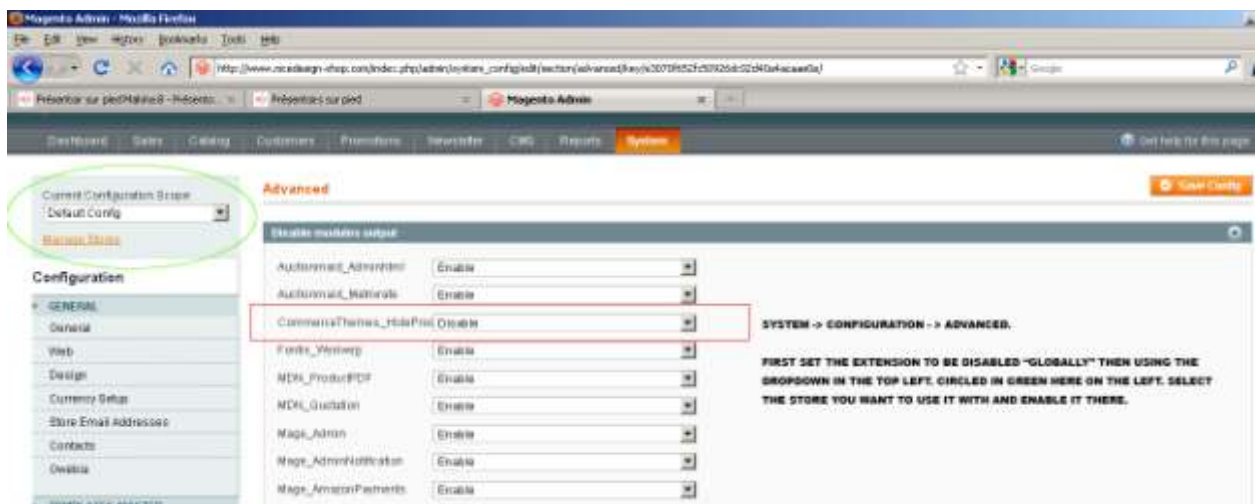 Magento Admin - Mozilla Firefox
File Edit View History Bookmarks Tools Help
Google
Présentoirs sur pied
Magento Admin
Dashboard Sales Catalog Customers Promotions Newsletter CMS Reports System
Get help for this page
Current Configuration Scope
Default Config
Manage Stores
Advanced
Save Config
Configuration
Disable modules output
Enable
Enable
CommerceThemes_HidePric Disable
Enable
MDN_ProductPDF Enable
MDN_Quotation Enable
Mage_Admin Enable
Mage_AdminNotification Enable
Mage_AmazonPayments Enable
GENERAL
General
Web
Design
Currency Setup
Store Email Addresses
Contacts
SYSTEM -> CONFIGURATION - > ADVANCED.
FIRST SET THE EXTENSION TO BE DISABLED "GLOBALLY" THEN USING THE
DROPDOWN IN THE TOP LEFT. CIRCLED IN GREEN HERE ON THE LEFT. SELECT
THE STORE YOU WANT TO USE IT WITH AND ENABLE IT THERE.